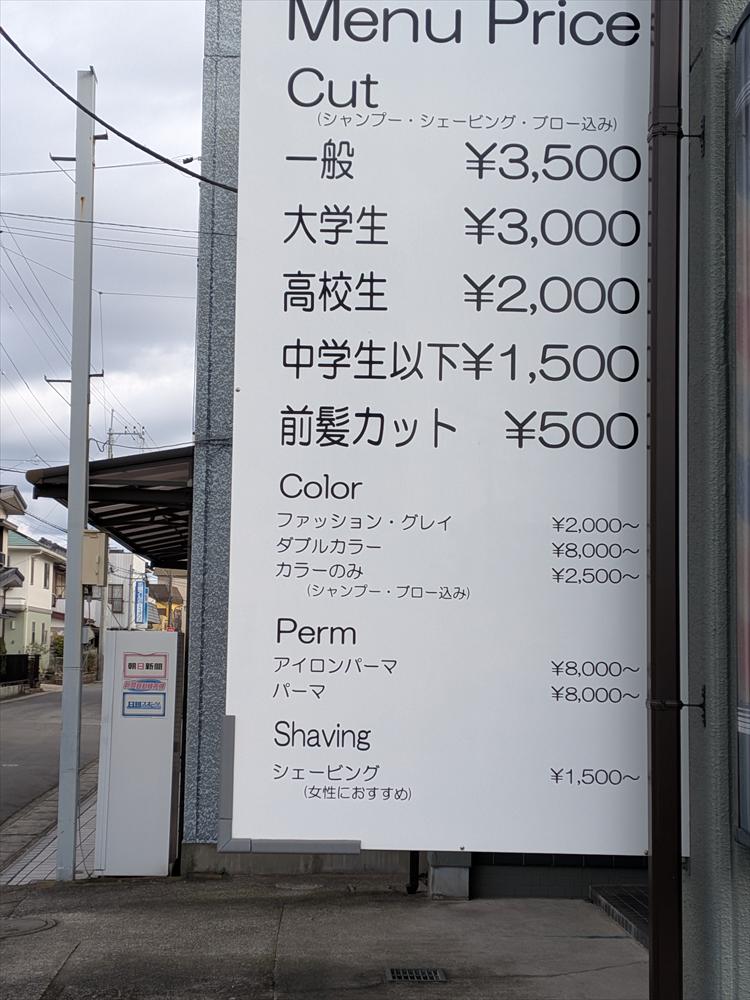 Menu Price
Cut
(シャンプー・シェービング・ブロー込み)
一般 ¥3,500
大学生 ¥3,000
高校生 ¥2,000
中学生以下¥1,500
前髪カット ¥500
Color
ファッション・グレイ ¥2,000〜
ダブルカラー ¥8,000〜
カラーのみ ¥2,500〜
(シャンプー・ブロー込み)
Perm
アイロンパーマ ¥8,000〜
パーマ ¥8,000〜
Shaving
シェービング ¥1,500〜
(女性におすすめ)
朝日新聞
日刊スポーツ